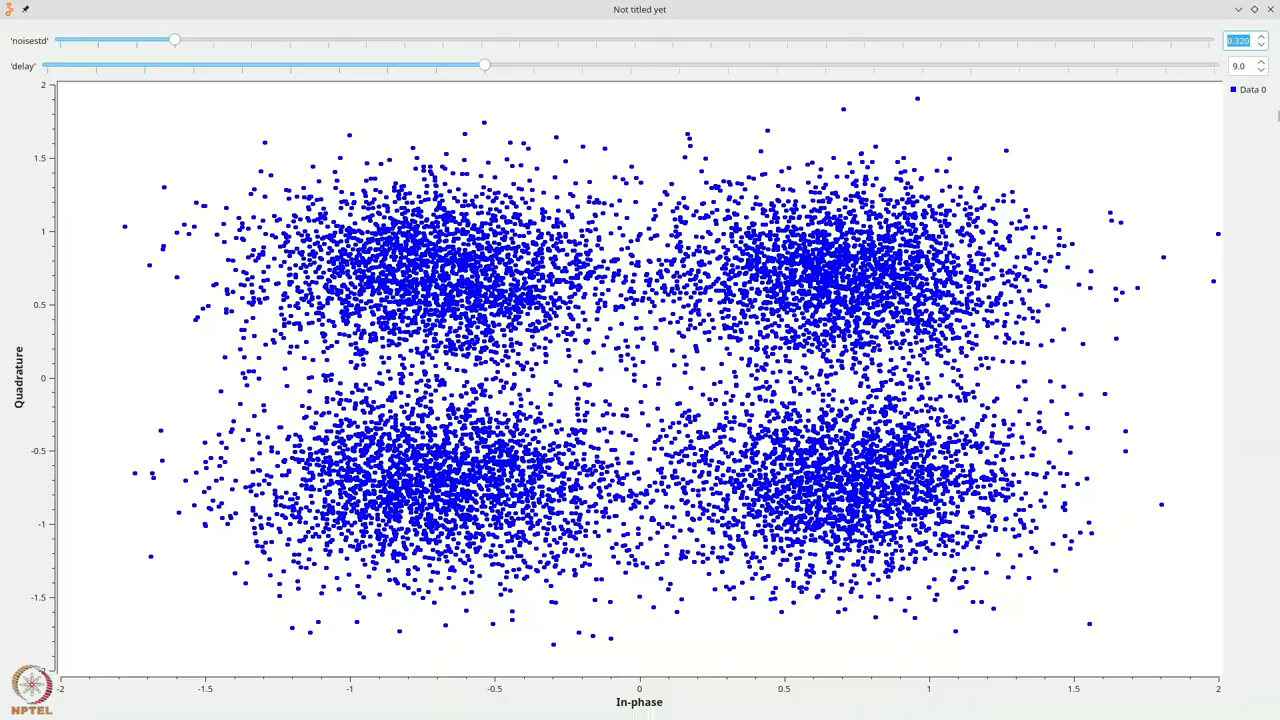 Not titled yet
'noisestd'
0.320
'delay'
9.0
Data 0
2
1.5
1
0.5
0
-0.5
-1
-1.5
Quadrature
-2
-1.5
-1
-0.5
0
0.5
1
1.5
2
In-phase
NPTEL